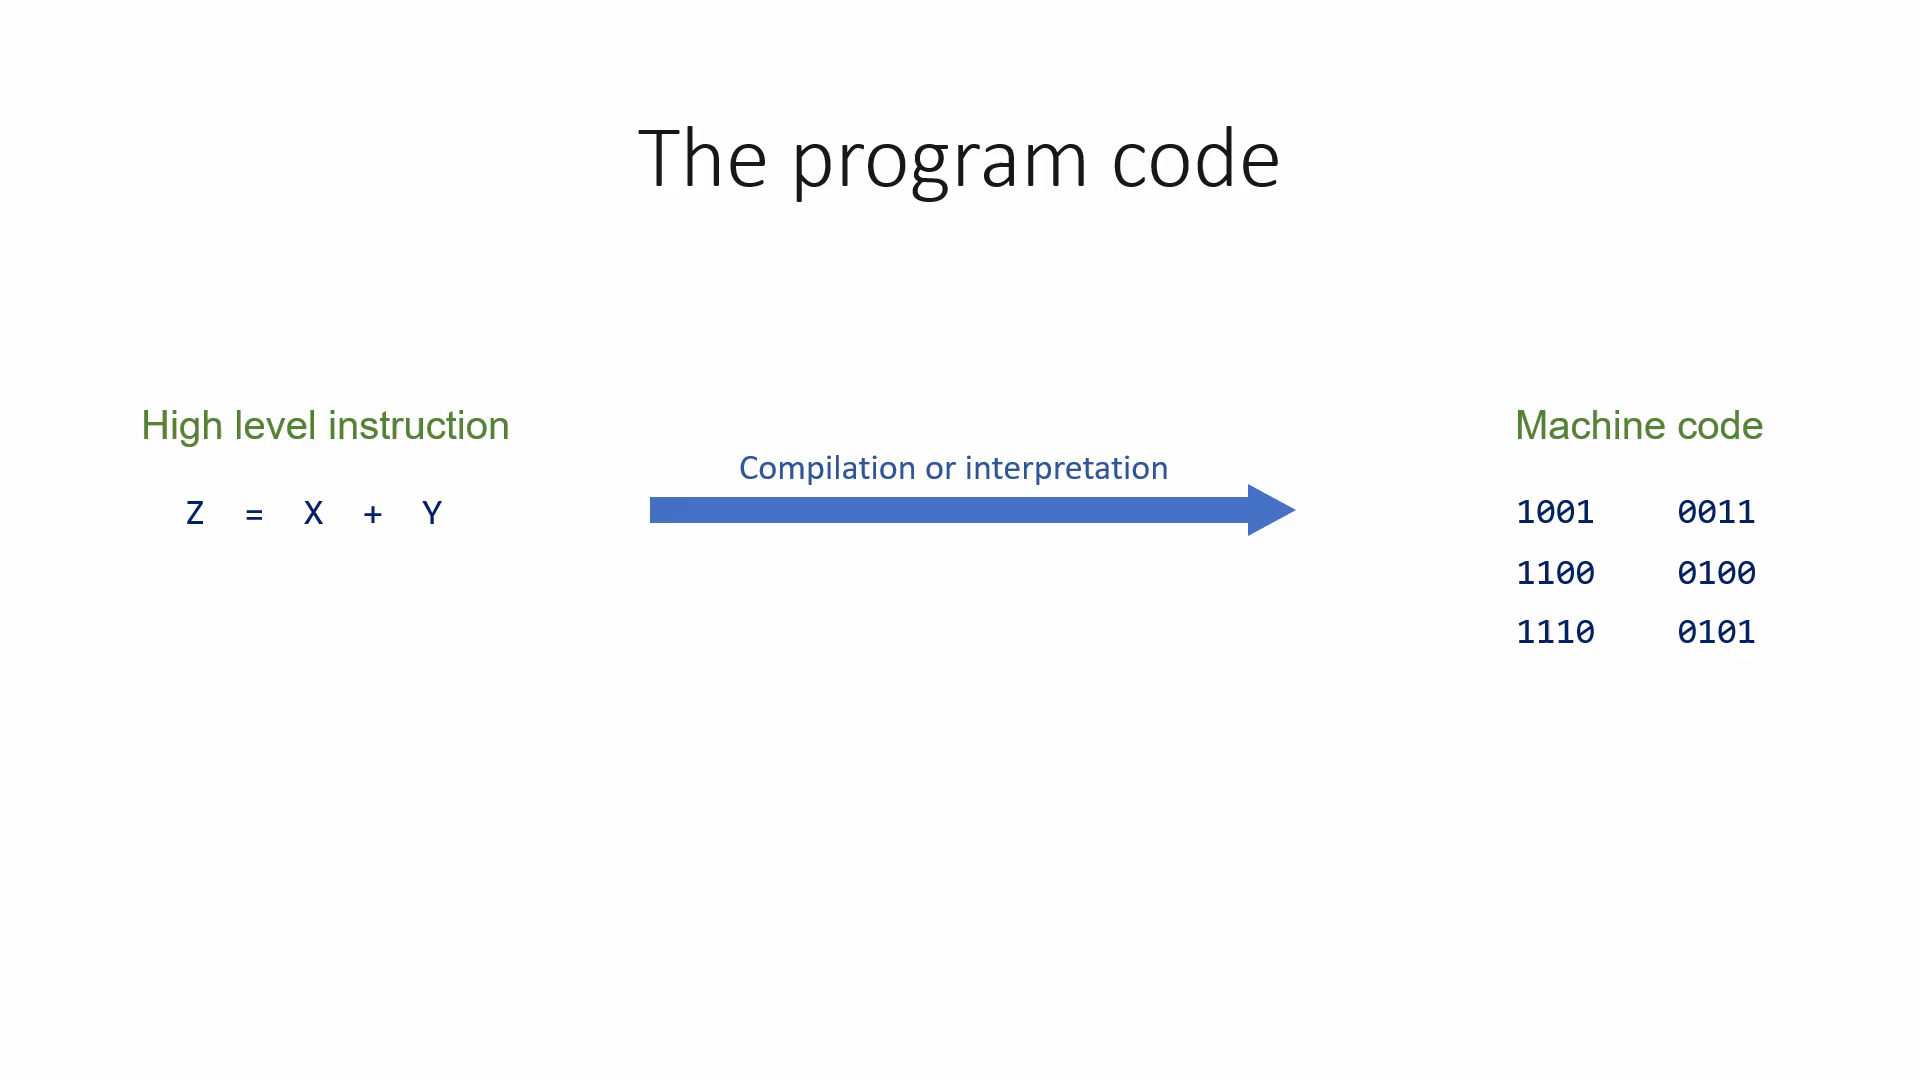 The program code
High level instruction
Z = X + Y
Compilation or interpretation
Machine code
1001 0011
1100 0100
1110 0101